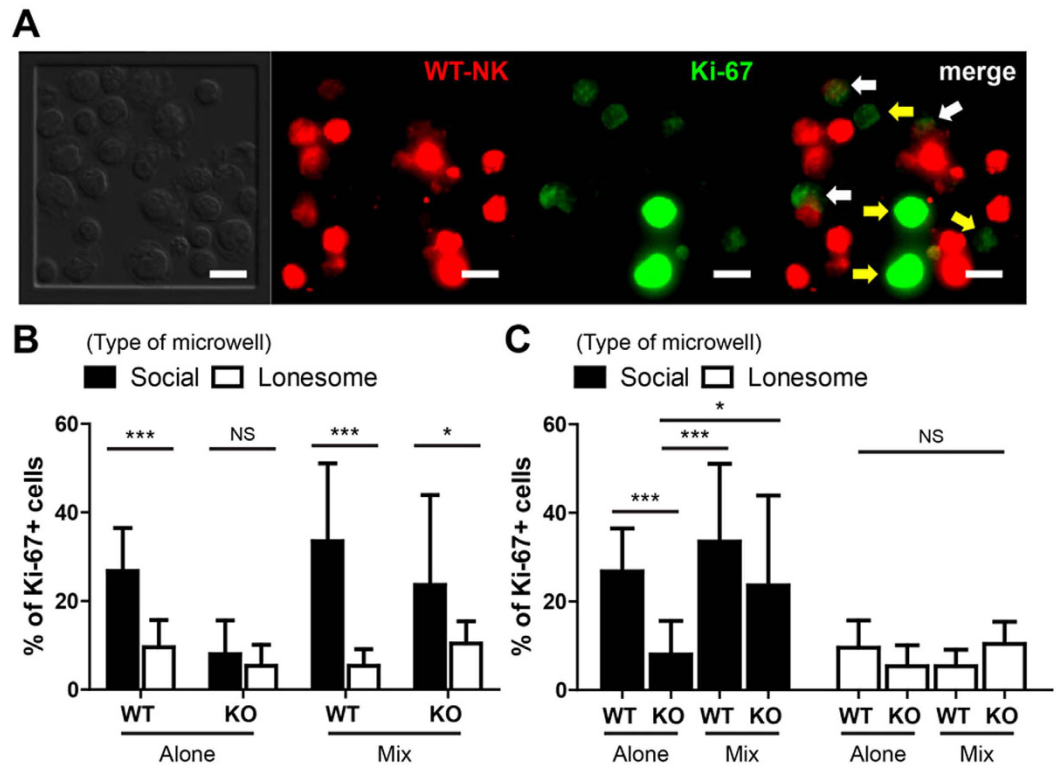 A
WT-NK
Ki-67
merge
B
(Type of microwell)
Social
Lonesome
% of Ki-67+ cells
60
40
20
0
***
NS
***
*
WT
KO
WT
KO
Alone
Mix
C
(Type of microwell)
Social
Lonesome
% of Ki-67+ cells
60
40
20
0
*
***
***
NS
WT KO WT KO
WT KO WT KO
Alone
Mix
Alone
Mix